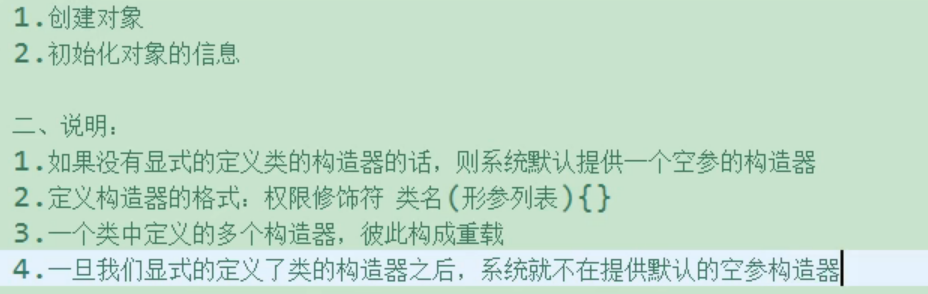 1.创建对象
2.初始化对象的信息
二、说明：
1.如果没有显式的定义类的构造器的话，则系统默认提供一个空参的构造器
2.定义构造器的格式：权限修饰符 类名(形参列表){}
3.一个类中定义的多个构造器，彼此构成重载
4.一旦我们显式的定义了类的构造器之后，系统就不在提供默认的空参构造器